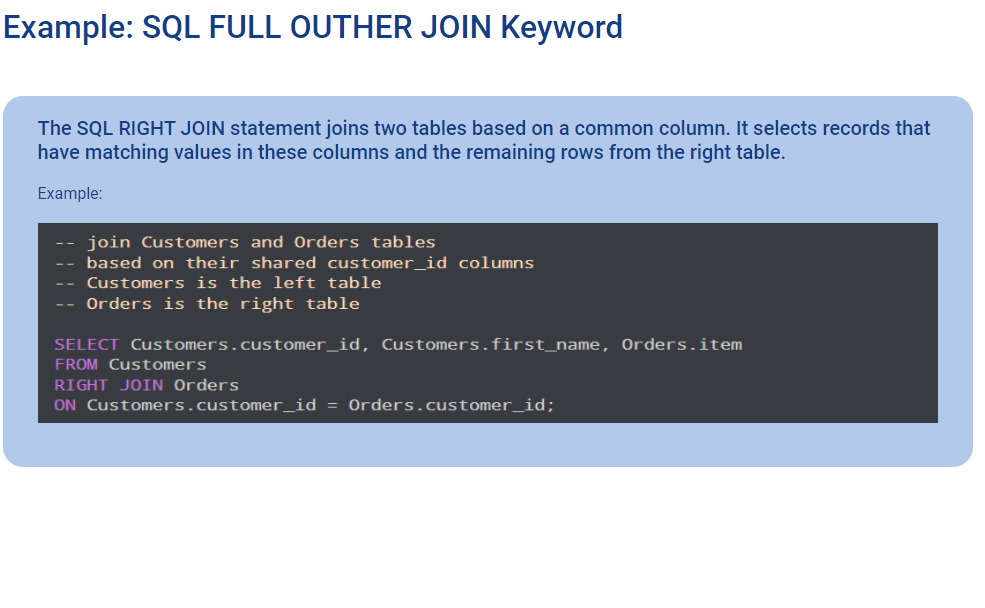 Example: SQL FULL OUTHER JOIN Keyword
The SQL RIGHT JOIN statement joins two tables based on a common column. It selects records that
have matching values in these columns and the remaining rows from the right table.
Example:
-- join Customers and Orders tables
-- based on their shared customer_id columns
-- Customers is the left table
-- Orders is the right table
SELECT Customers.customer_id, Customers.first_name, Orders.item
FROM Customers
RIGHT JOIN Orders
ON Customers.customer_id = Orders.customer_id;